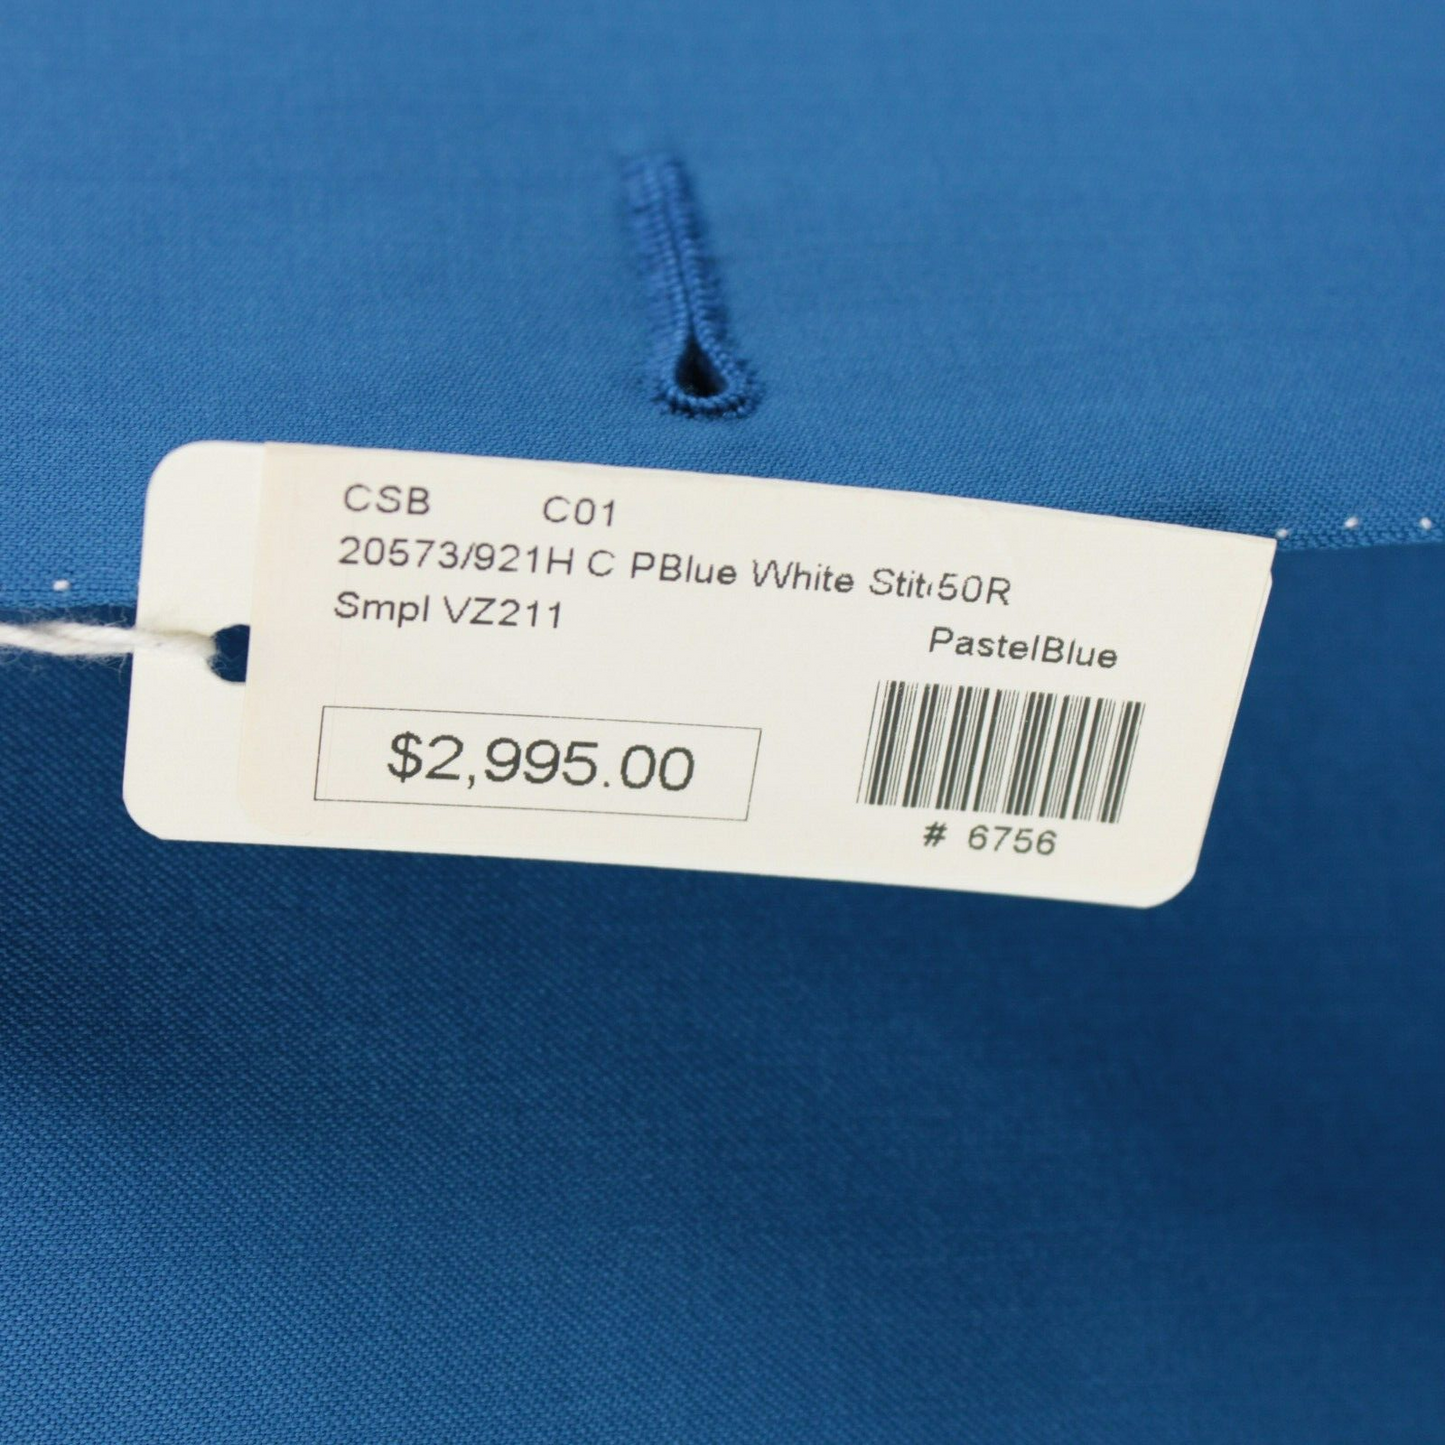 CSB C01
20573/921H C PBlue White Stit 50R
Smpl VZ211
PastelBlue
$2,995.00
# 6756